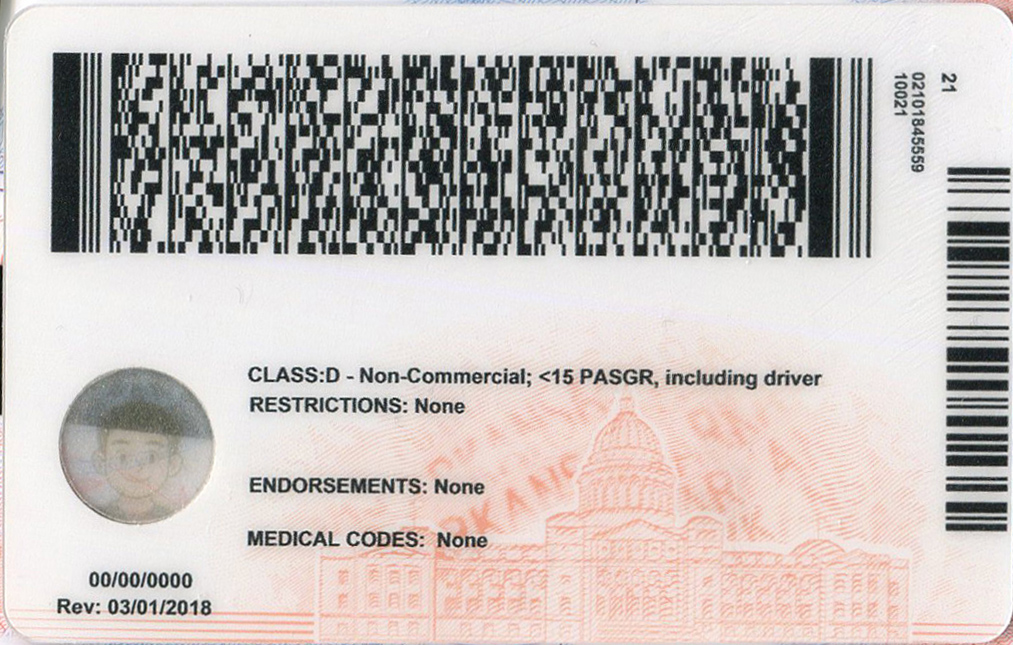 21
02101845559
10021
CLASS:D - Non-Commercial; <15 PASGR, including driver
RESTRICTIONS: None
ENDORSEMENTS: None
MEDICAL CODES: None
00/00/0000
Rev: 03/01/2018